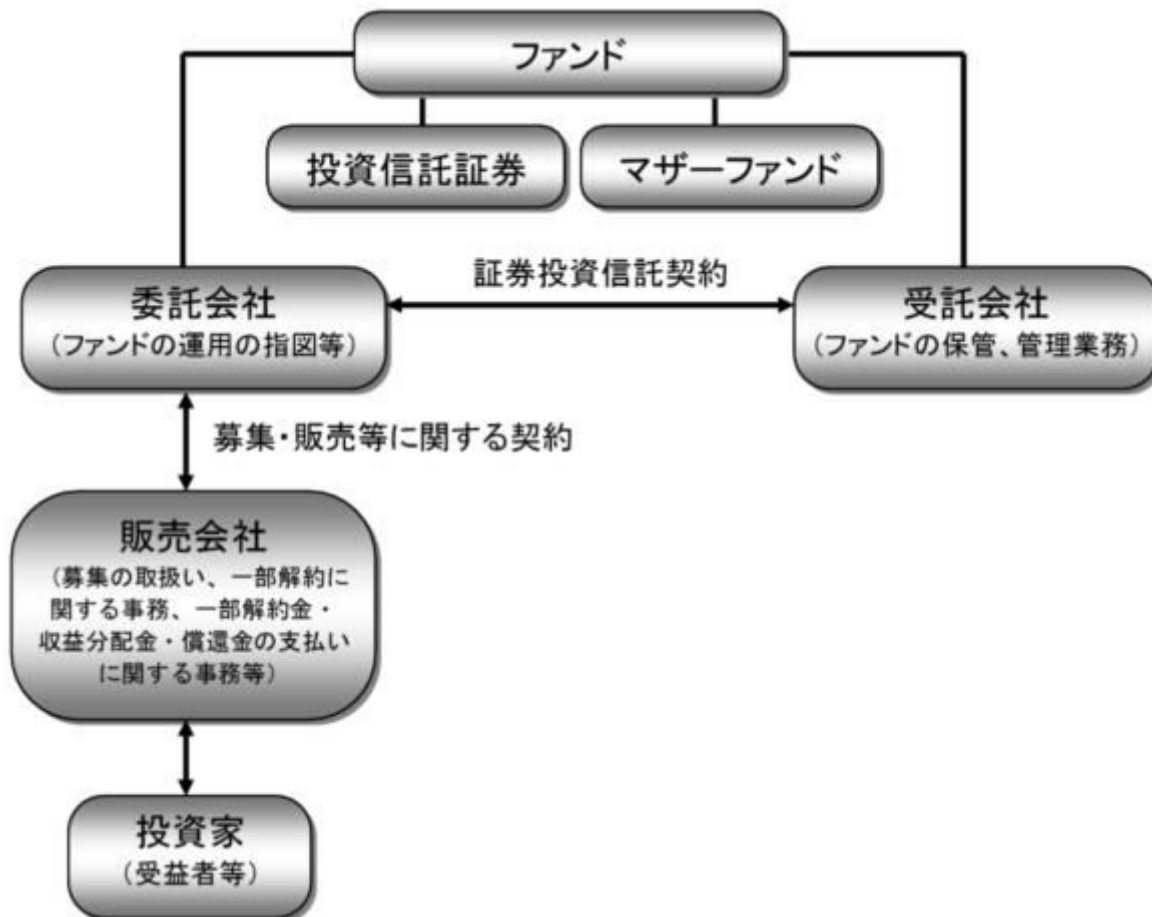 ファンド
投資信託証券
マザーファンド
証券投資信託契約
委託会社
(ファンドの運用の指図等)
受託会社
(ファンドの保管、管理業務)
募集・販売等に関する契約
販売会社
(募集の取扱い、一部解約に
関する事務、一部解約金・
収益分配金・償還金の支払い
に関する事務等)
投資家
(受益者等)